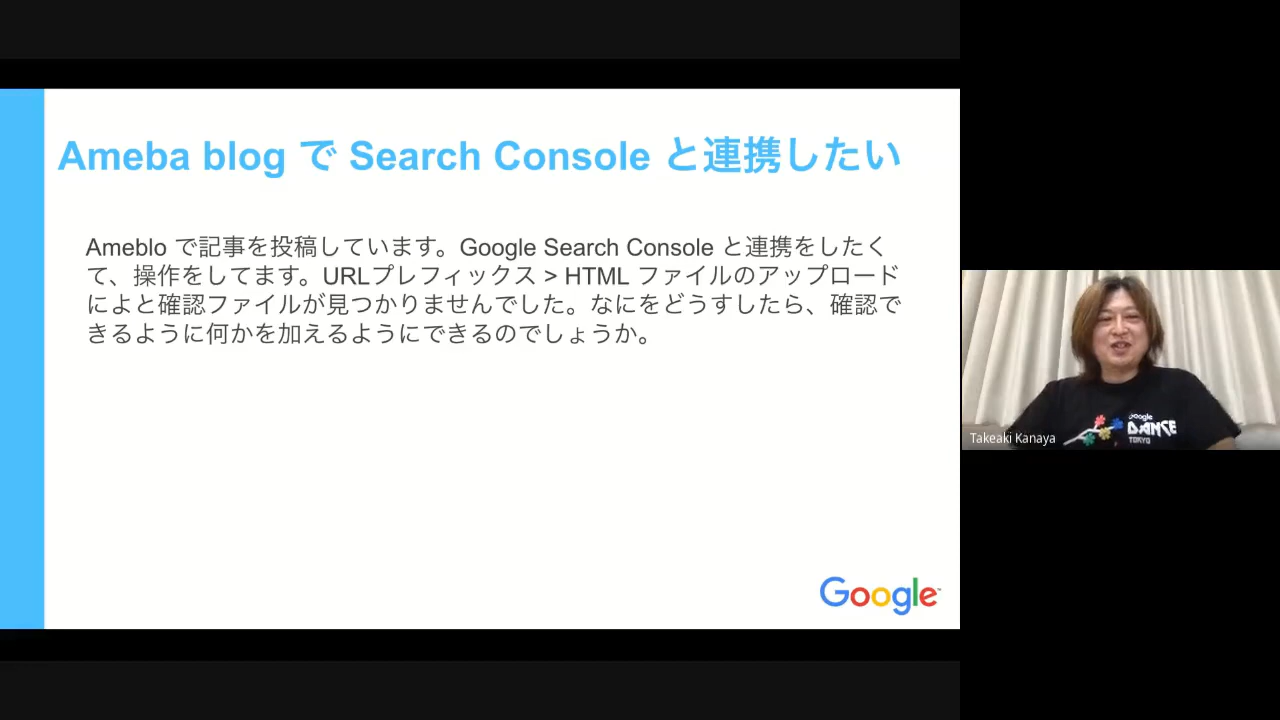 Ameba blog で Search Console と連携したい
Ameblo で記事を投稿しています。Google Search Console と連携をしたく
て、操作をしてます。URLプレフィックス > HTML ファイルのアップロード
によと確認ファイルが見つかりませんでした。なにをどうすしたら、確認で
きるように何かを加えるようにできるのでしょうか。
Google
Google
DANCE
TOKYO
Takeaki Kanaya